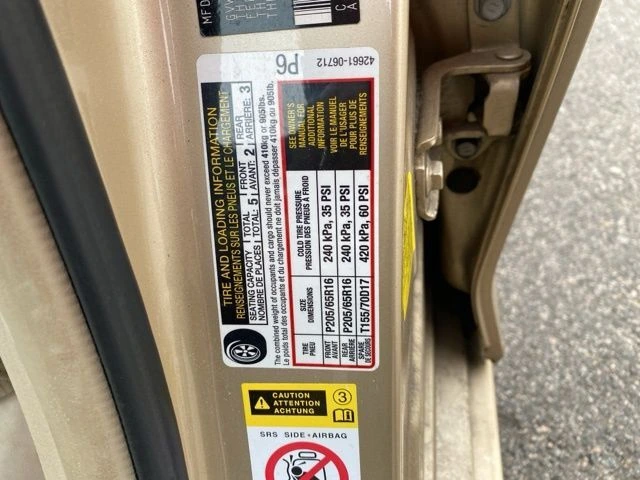 MFD
GVW
C
A
P6
42661-06712
TIRE AND LOADING INFORMATION
RENSEIGNEMENTS SUR LES PNEUS ET LE CHARGEMENT
SEATING CAPACITY TOTAL 5 FRONT 2 REAR 3
NOMBRE DE PLACES TOTAL: AVANT: ARRIÈRE:
The combined weight of occupants and cargo should never exceed 410kg or 905lbs.
Le poids total des occupants et du chargement ne doit jamais dépasser 410kg ou 905lb.
TIRE SIZE COLD TIRE PRESSURE
PNEU DIMENSIONS PRESSION DES PNEUS À FROID
FRONT AVANT P205/65R16 240 kPa, 35 PSI
REAR ARRIÈRE P205/65R16 240 kPa, 35 PSI
SPARE DE SECOURS T155/70D17 420 kPa, 60 PSI
SEE OWNER'S
MANUAL FOR
ADDITIONAL
INFORMATION
VOIR LE MANUEL
DE L'USAGER
POUR PLUS DE
RENSEIGNEMENTS
CAUTION
ATTENTION
ACHTUNG
3
SRS SIDE-AIRBAG